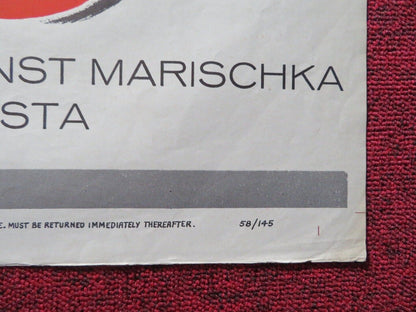 NST MARISCHKA
STA
E. MUST BE RETURNED IMMEDIATELY THEREAFTER. 58/145